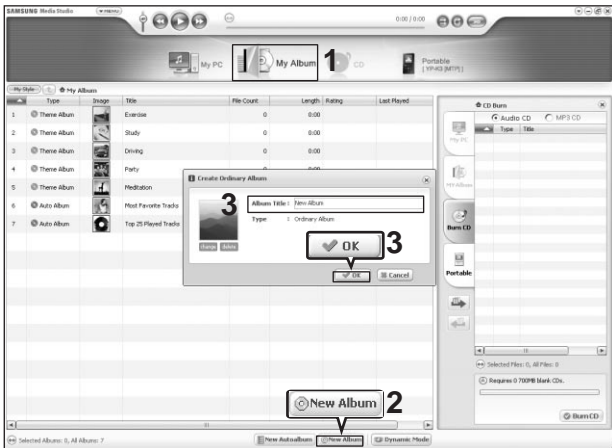 SAMSUNG Media Studio
MENU
0:00 / 0:00
My PC
My Album
1
CD
Portable
[ YP-K3 [MTP] ]
My Style
My Album
Type Image Title File Count Length Rating Last Played
1 Theme Album Exercise 0 0:00
2 Theme Album Study 0 0:00
3 Theme Album Driving 0 0:00
4 Theme Album Party 0 0:00
5 Theme Album Meditation
6 Auto Album Most Favorite Tracks
7 Auto Album Top 25 Played Tracks
Create Ordinary Album
3
Album Title : New Album
Type : Ordinary Album
change delete
OK
3
OK Cancel
CD Burn
Audio CD MP3 CD
Type Title
My PC
MY Album
Burn CD
Portable
Selected Files: 0, All Files: 0
Requires 0 700MB blank CDs.
Burn CD
New Album
2
Selected Albums: 0, All Albums: 7
New Autoalbum New Album Dynamic Mode